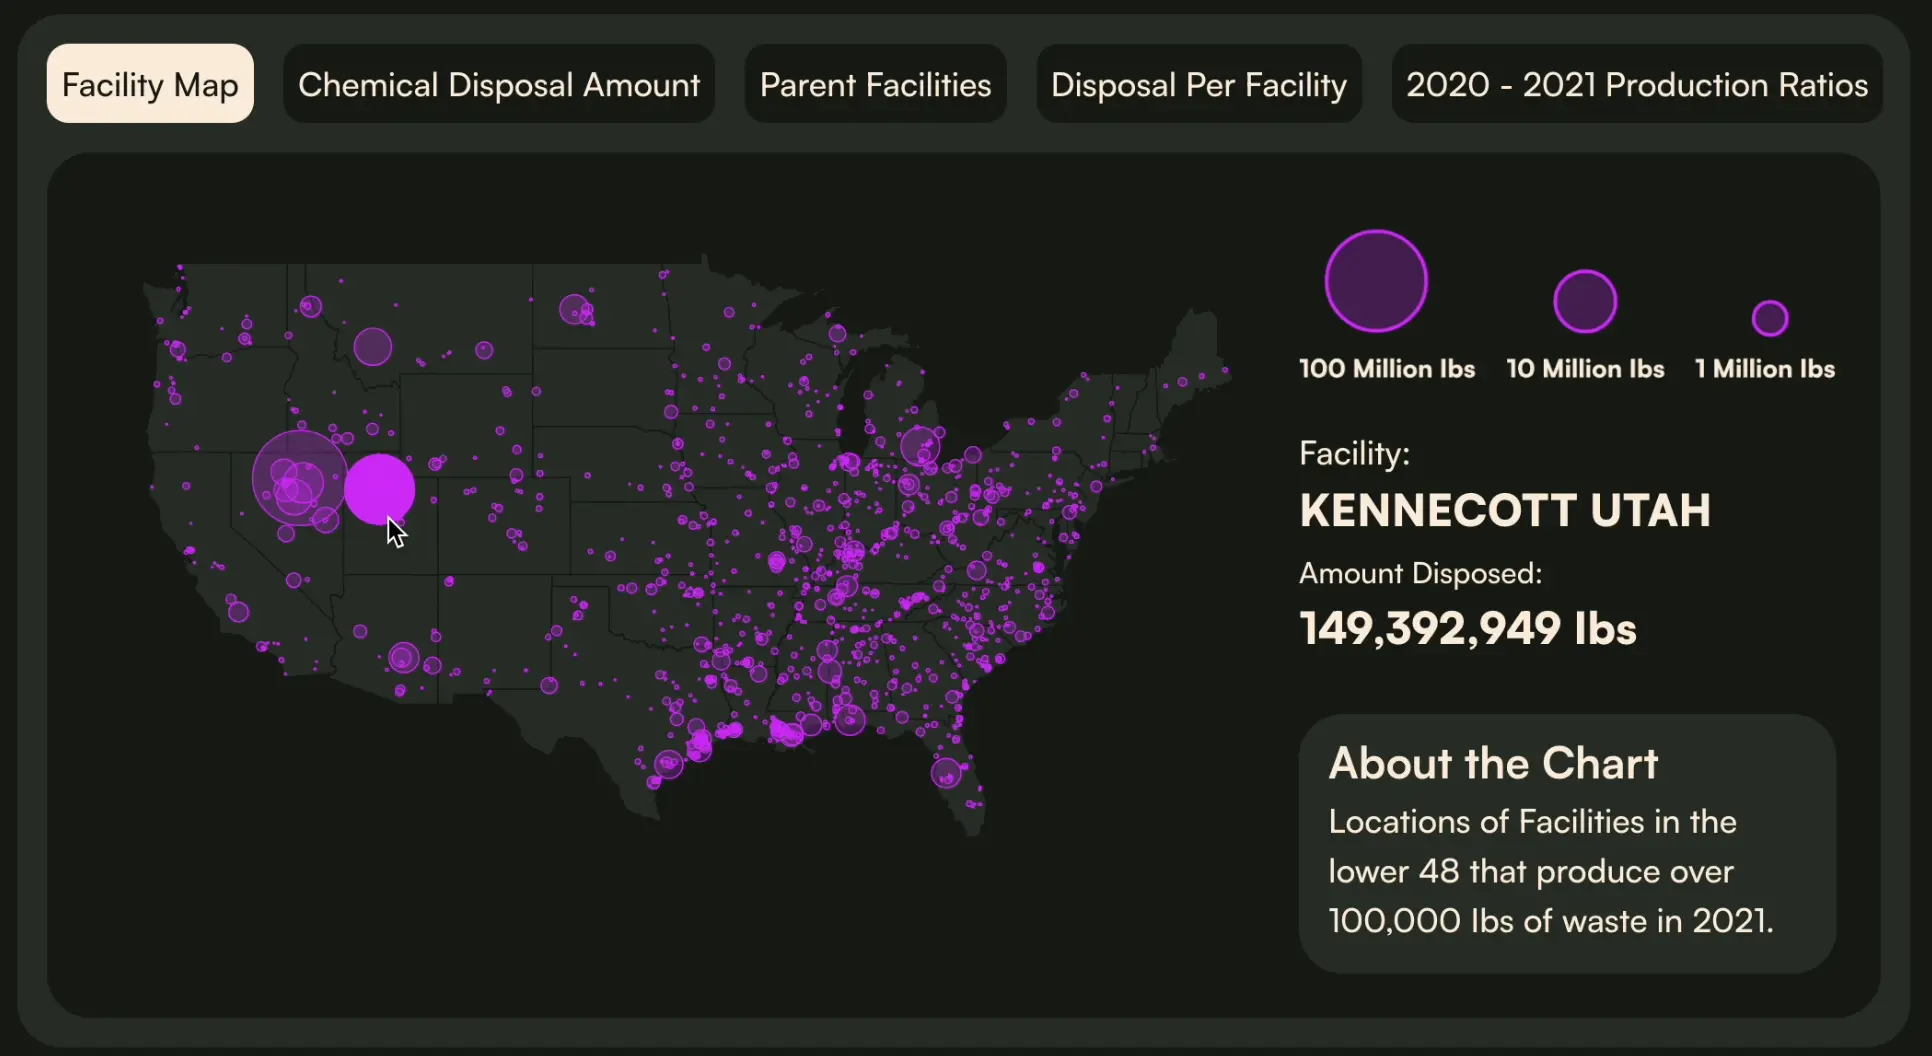 Facility Map
Chemical Disposal Amount
Parent Facilities
Disposal Per Facility
2020 - 2021 Production Ratios
100 Million lbs
10 Million lbs
1 Million lbs
Facility:
KENNECOTT UTAH
Amount Disposed:
149,392,949 lbs
About the Chart
Locations of Facilities in the
lower 48 that produce over
100,000 lbs of waste in 2021.